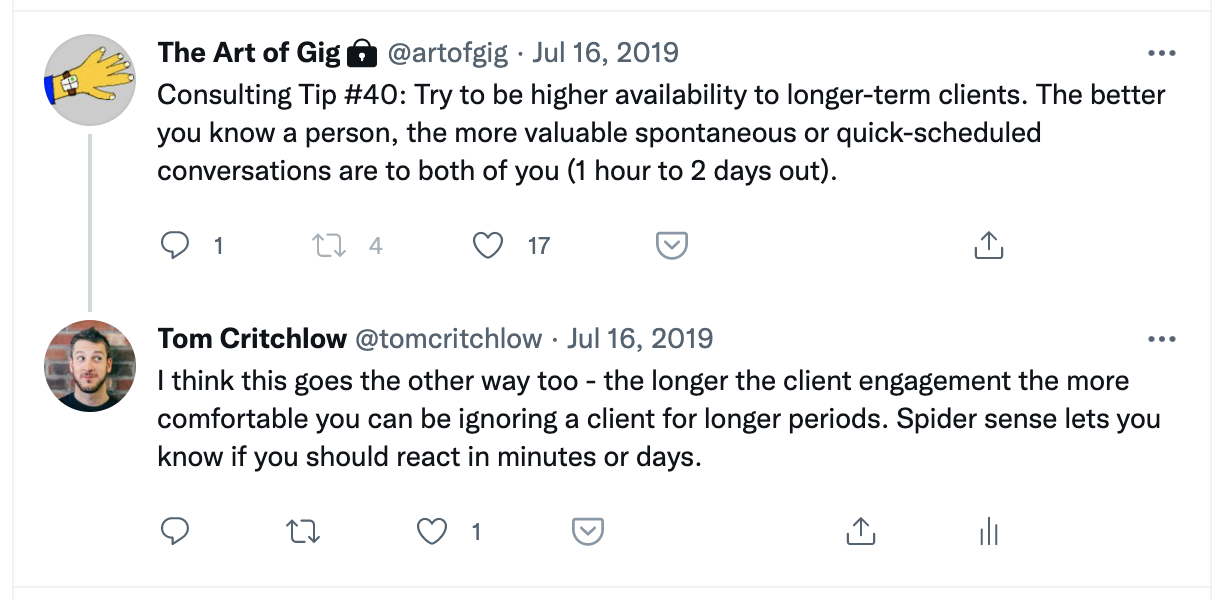 The Art of Gig @artofgig · Jul 16, 2019
Consulting Tip #40: Try to be higher availability to longer-term clients. The better
you know a person, the more valuable spontaneous or quick-scheduled
conversations are to both of you (1 hour to 2 days out).
1 4 17
Tom Critchlow @tomcritchlow · Jul 16, 2019
I think this goes the other way too - the longer the client engagement the more
comfortable you can be ignoring a client for longer periods. Spider sense lets you
know if you should react in minutes or days.
1